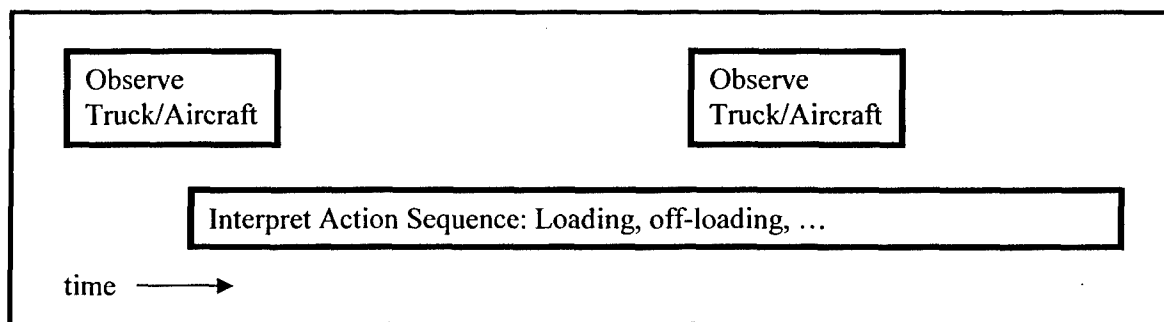 Observe
Truck/Aircraft
Observe
Truck/Aircraft
Interpret Action Sequence: Loading, off-loading, ...
time